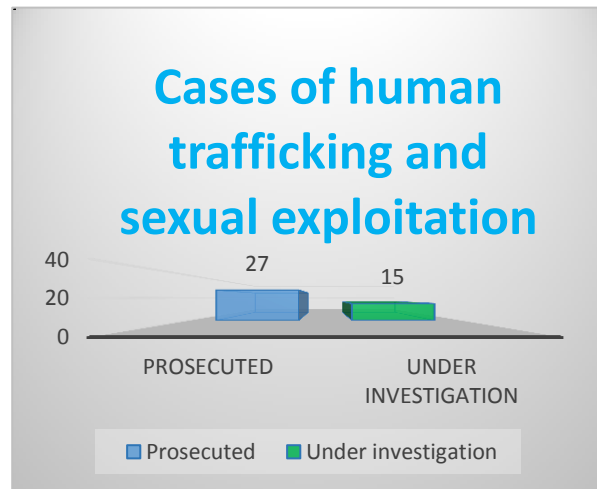 Cases of human
trafficking and
sexual exploitation
40
20
0
27
15
PROSECUTED
UNDER
INVESTIGATION
Prosecuted
Under investigation